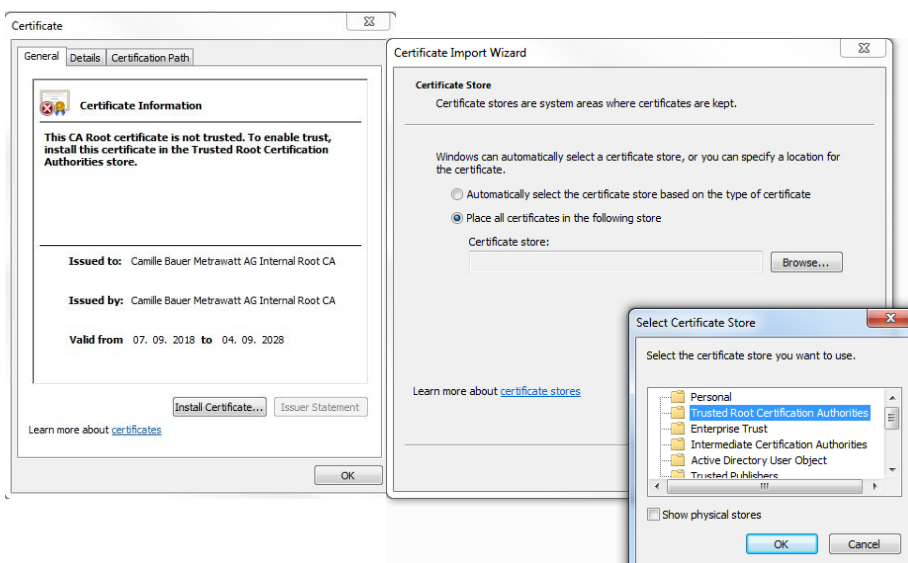 Certificate
General
Details
Certification Path
Certificate Information
This CA Root certificate is not trusted. To enable trust,
install this certificate in the Trusted Root Certification
Authorities store.
Issued to: Camille Bauer Metrawatt AG Internal Root CA
Issued by: Camille Bauer Metrawatt AG Internal Root CA
Valid from 07. 09. 2018 to 04. 09. 2028
Install Certificate...
Issuer Statement
Learn more about certificates
OK
Certificate Import Wizard
Certificate Store
Certificate stores are system areas where certificates are kept.
Windows can automatically select a certificate store, or you can specify a location for
the certificate.
Automatically select the certificate store based on the type of certificate
Place all certificates in the following store
Certificate store:
Browse...
Learn more about certificate stores
Select Certificate Store
Select the certificate store you want to use.
Personal
Trusted Root Certification Authorities
Enterprise Trust
Intermediate Certification Authorities
Active Directory User Object
Trusted Publishers
Show physical stores
OK
Cancel